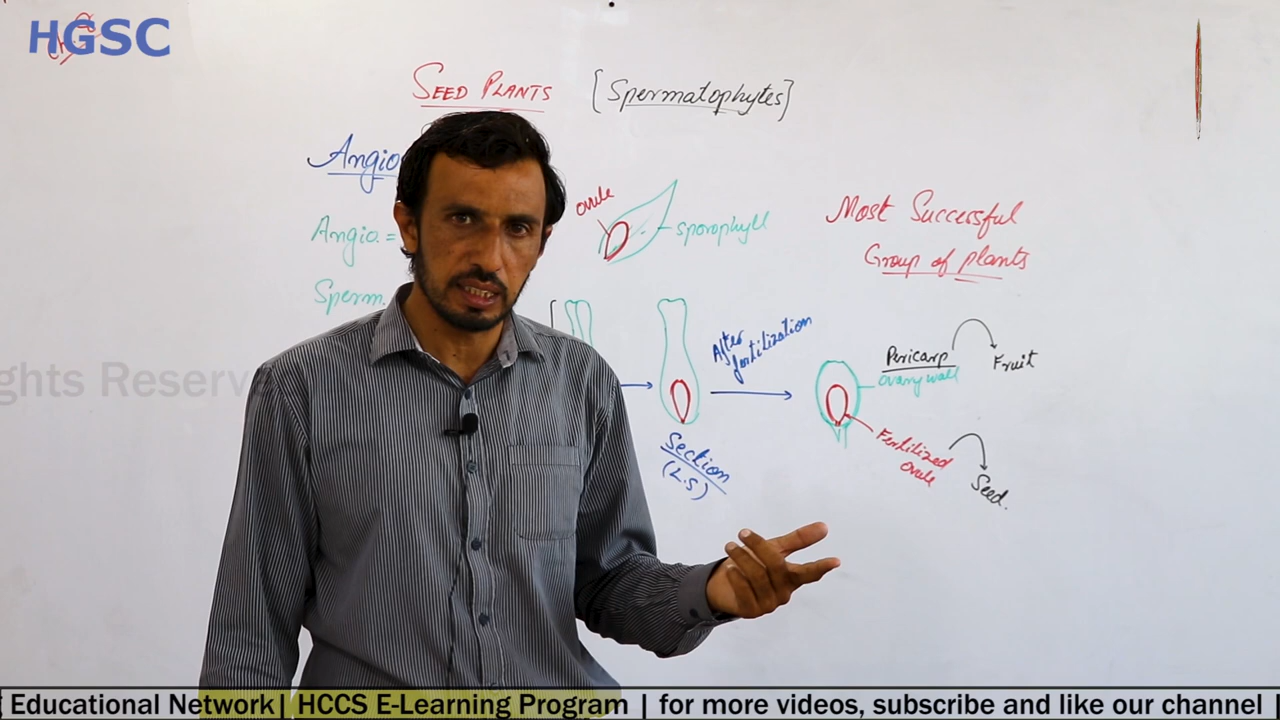 HGSC
SEED PLANTS [Spermatophytes]
Angio
ovule
Angio. =
sporophyll
Most Successful
Group of plants
Sperm.
After
fertilization
Pericarp
ovary wall
Fruit
ghts Reserve
Section
(L.S)
Fertilized
ovule
Seed.
Educational Network| HCCS E-Learning Program | for more videos, subscribe and like our channel |